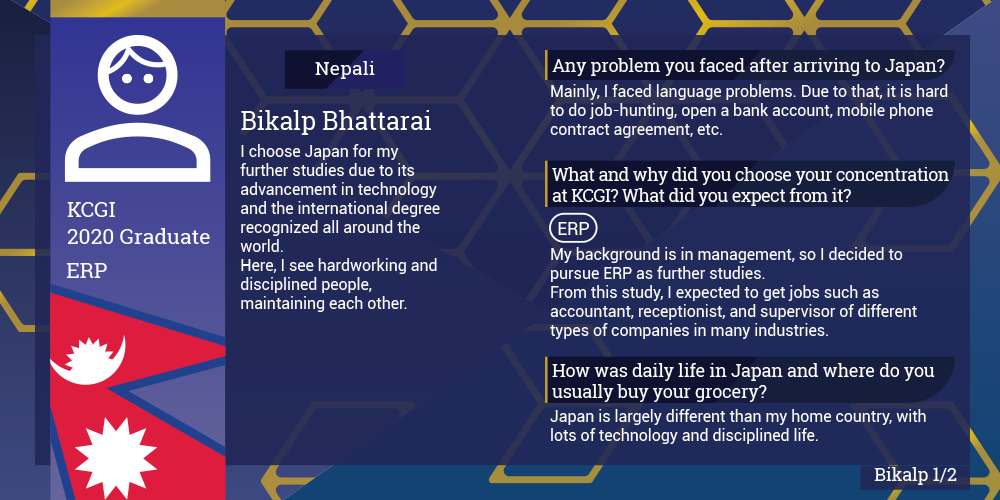 KCGI
2020 Graduate
ERP
Nepali
Bikalp Bhattarai
I choose Japan for my
further studies due to its
advancement in technology
and the international degree
recognized all around the
world.
Here, I see hardworking and
disciplined people,
maintaining each other.
Any problem you faced after arriving to Japan?
Mainly, I faced language problems. Due to that, it is hard
to do job-hunting, open a bank account, mobile phone
contract agreement, etc.
What and why did you choose your concentration
at KCGI? What did you expect from it?
ERP
My background is in management, so I decided to
pursue ERP as further studies.
From this study, I expected to get jobs such as
accountant, receptionist, and supervisor of different
types of companies in many industries.
How was daily life in Japan and where do you
usually buy your grocery?
Japan is largely different than my home country, with
lots of technology and disciplined life.
Bikalp 1/2